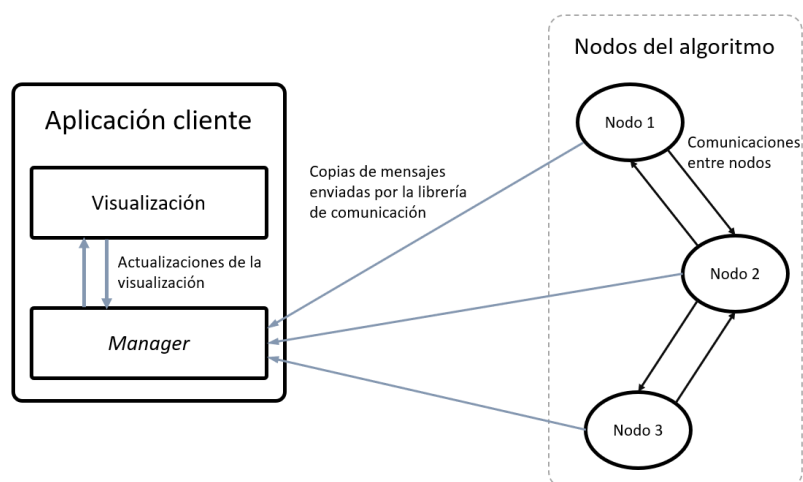 Aplicación cliente
Visualización
Actualizaciones de la
visualización
Manager
Copias de mensajes
enviadas por la librería
de comunicación
Nodos del algoritmo
Nodo 1
Comunicaciones
entre nodos
Nodo 2
Nodo 3